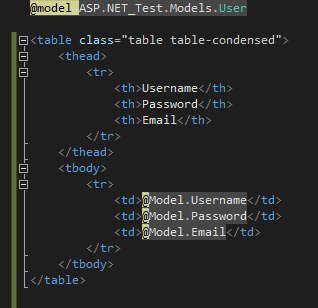 @model ASP.NET_Test.Models.User
<table class="table table-condensed">
<thead>
<tr>
<th>Username</th>
<th>Password</th>
<th>Email</th>
</tr>
</thead>
<tbody>
<tr>
<td>@Model.Username</td>
<td>@Model.Password</td>
<td>@Model.Email</td>
</tr>
</tbody>
</table>